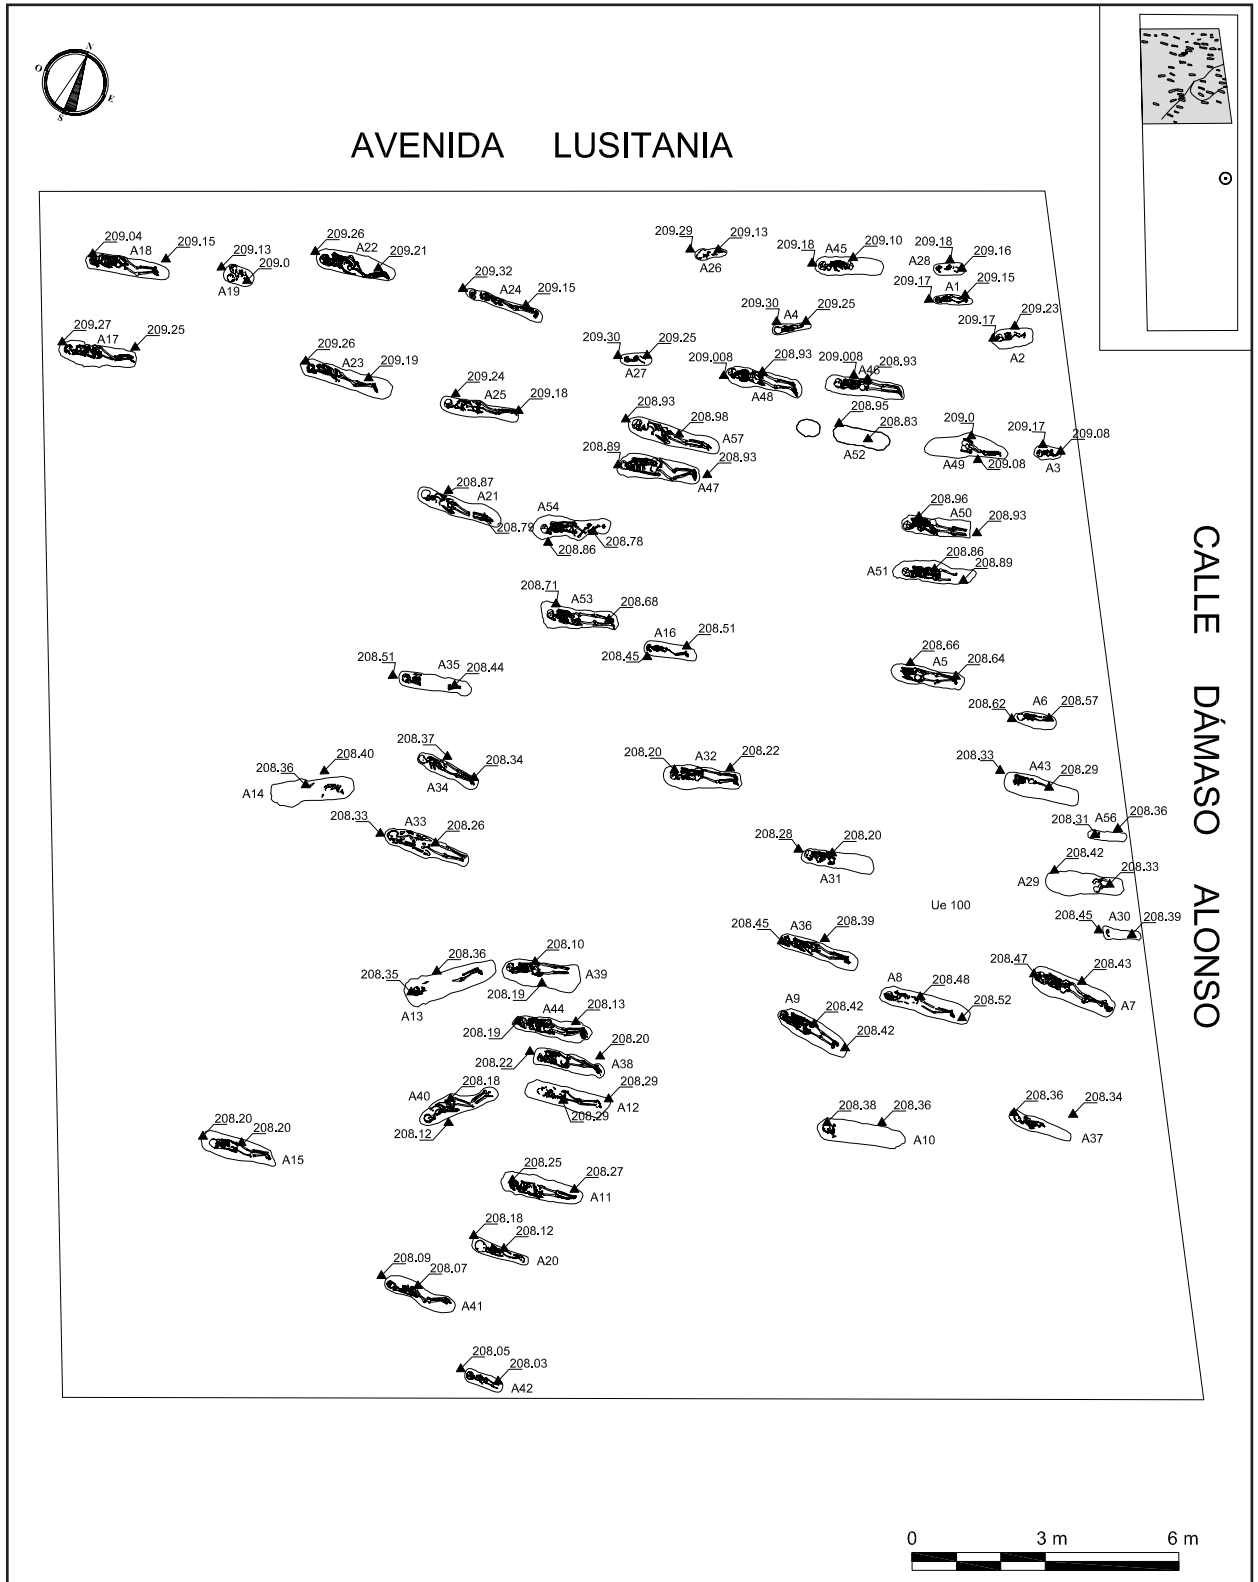 N
O
E
S
AVENIDA LUSITANIA
209.04
A18
209.15
209.13
209.0
A19
209.26
A22
209.21
209.32
A24
209.15
209.29
209.13
A26
209.18
A45
209.10
209.18
A28
209.16
209.17
A1
209.15
209.30
A4
209.25
209.23
209.17
A2
209.27
A17
209.25
209.26
A23
209.19
209.24
A25
209.18
209.30
209.25
A27
209.008
208.93
A48
209.008
208.93
A46
208.93
208.98
A57
208.95
208.83
A52
209.0
A49
209.08
209.17
209.08
A3
208.89
208.93
A47
208.87
A21
208.79
A54
208.86
208.78
208.96
A50
208.93
A51
208.86
208.89
208.71
A53
208.68
A16
208.51
208.45
208.51
A35
208.44
208.66
A5
208.64
A6
208.62
208.57
208.37
208.34
A34
208.40
208.36
A14
208.20
A32
208.22
208.33
A43
208.29
A33
208.33
208.26
A56
208.36
208.31
208.28
208.20
A31
208.42
A29
208.33
Ue 100
208.45
A30
208.39
208.45
A36
208.39
208.36
208.35
A13
208.10
A39
208.19
208.47
208.43
A7
A8
208.48
208.52
A9
208.42
208.42
A44
208.13
208.19
208.20
208.22
A38
A40
208.18
208.12
208.29
A12
208.29
208.38
208.36
A10
208.36
208.34
A37
208.20
208.20
A15
208.25
208.27
A11
208.18
208.12
A20
208.09
208.07
A41
208.05
208.03
A42
CALLE DÁMASO ALONSO
0 3 m 6 m